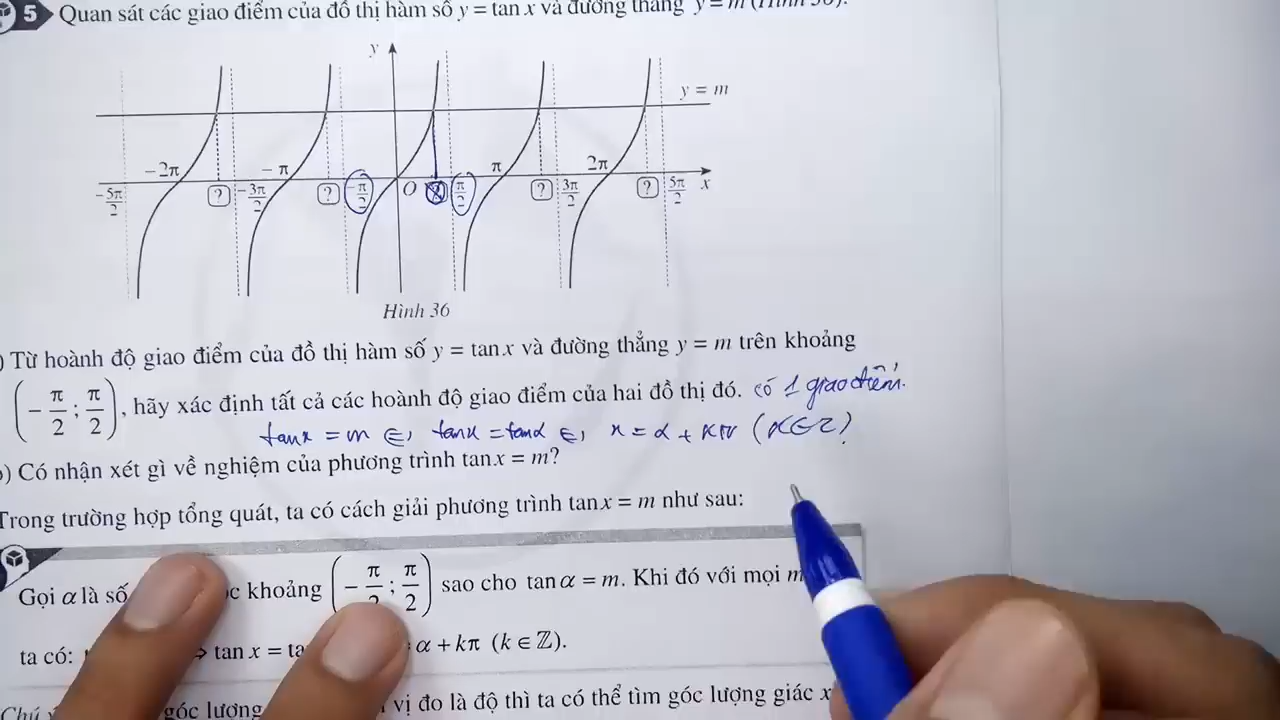 5 Quan sát các giao điểm của đồ thị hàm số y = tan x và đường thẳng y = m (Hình 36).
y
y = m
−2π −π π 2π
−5π/2 ? −3π/2 ? −π/2 O π/2 ? 3π/2 ? 5π/2 x
Hình 36
) Từ hoành độ giao điểm của đồ thị hàm số y = tan x và đường thẳng y = m trên khoảng
(−π/2 ; π/2), hãy xác định tất cả các hoành độ giao điểm của hai đồ thị đó. có 1 giao điểm.
tanx = m ⇔ tanx = tanα ⇔ x = α + kπ (k∈Z)
) Có nhận xét gì về nghiệm của phương trình tan x = m?
Trong trường hợp tổng quát, ta có cách giải phương trình tan x = m như sau:
Gọi α là số khoảng (−π/2 ; π/2) sao cho tan α = m. Khi đó với mọi m
ta có: tan x = α + kπ (k ∈ ℤ).
Chú góc lượng vị đo là độ thì ta có thể tìm góc lượng giác x